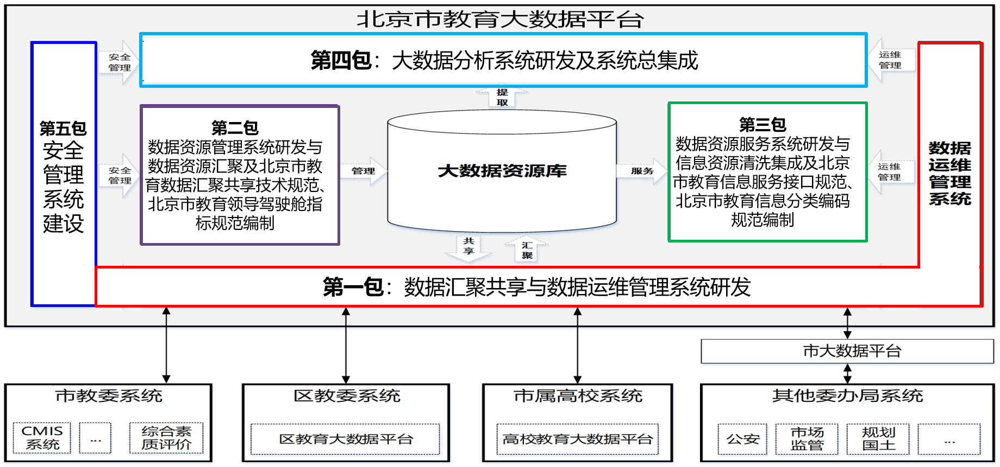 北京市教育大数据平台
安全
管理
第四包：大数据分析系统研发及系统总集成
运维
管理
提
取
第五包
安全
管理
系统
建设
安全
管理
第二包
数据资源管理系统研发与
数据资源汇聚及北京市教
育数据汇聚共享技术规范、
北京市教育领导驾驶舱指
标规范编制
管理
大数据资源库
服务
第三包
数据资源服务系统研发与
信息资源清洗集成及北京
市教育信息服务接口规范、
北京市教育信息分类编码
规范编制
运维
管理
数据
运维
管理
系统
共
享
汇
聚
第一包：数据汇聚共享与数据运维管理系统研发
市大数据平台
市教委系统
CMIS
系统
...
综合素
质评价
区教委系统
区教育大数据平台
市属高校系统
高校教育大数据平台
其他委办局系统
公安
市场
监管
规划
国土
...